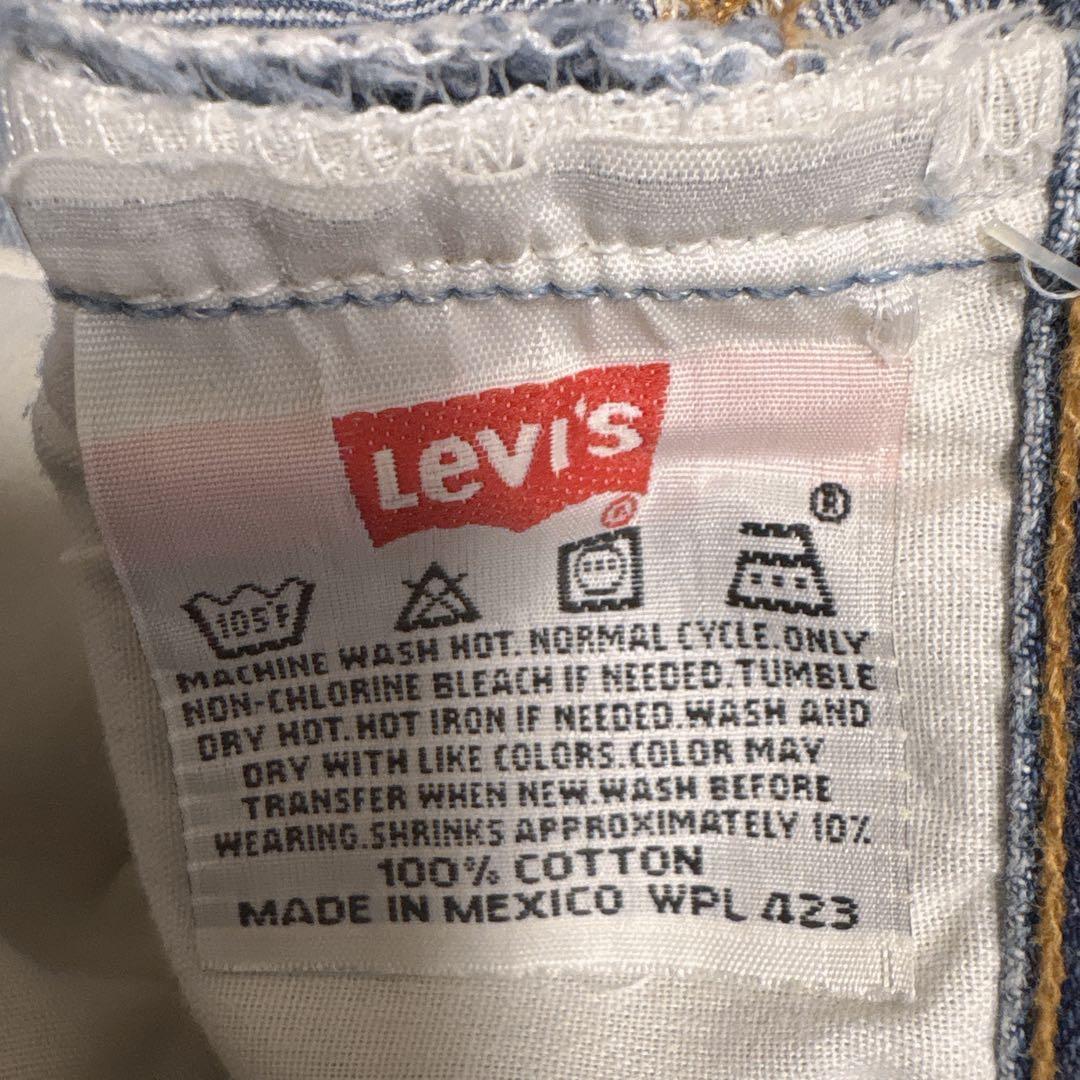 Levi's
®
®
105°F
MACHINE WASH HOT. NORMAL CYCLE. ONLY
NON-CHLORINE BLEACH IF NEEDED. TUMBLE
DRY HOT. HOT IRON IF NEEDED. WASH AND
DRY WITH LIKE COLORS. COLOR MAY
TRANSFER WHEN NEW. WASH BEFORE
WEARING. SHRINKS APPROXIMATELY 10%
100% COTTON
MADE IN MEXICO WPL 423